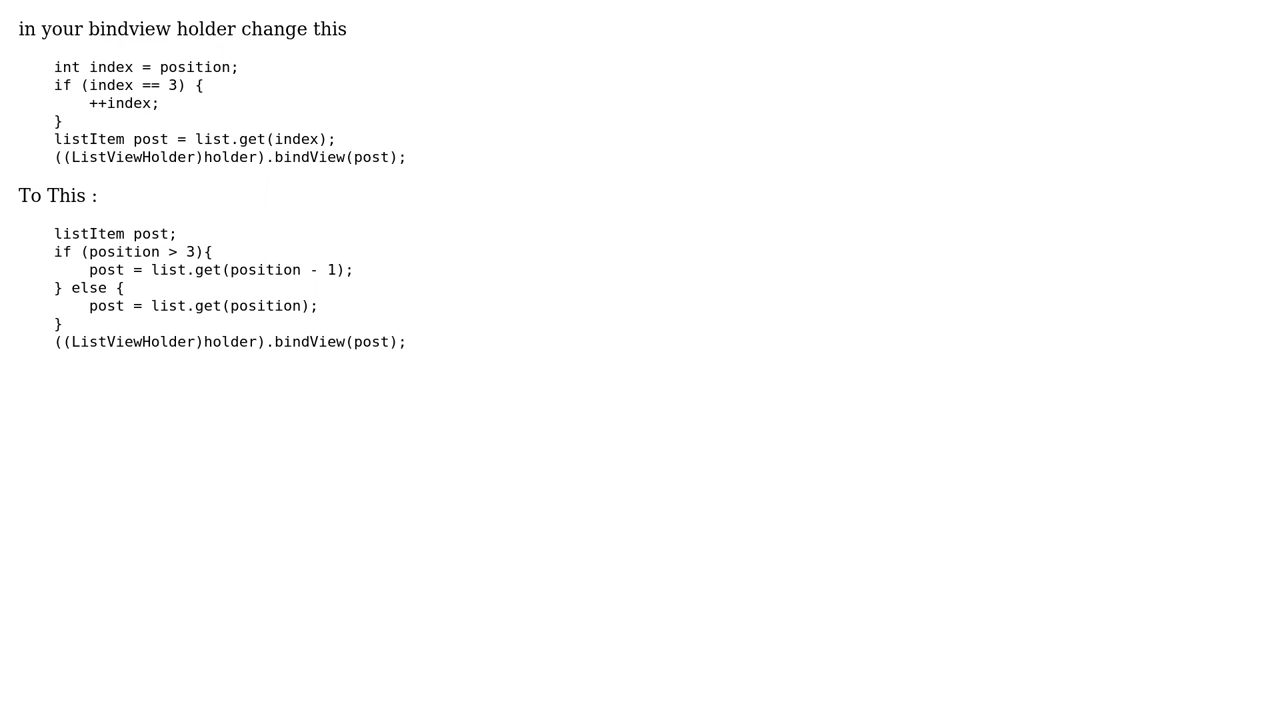 in your bindview holder change this
int index = position;
if (index == 3) {
    ++index;
}
listItem post = list.get(index);
((ListViewHolder)holder).bindView(post);
To This :
listItem post;
if (position > 3){
    post = list.get(position - 1);
} else {
    post = list.get(position);
}
((ListViewHolder)holder).bindView(post);